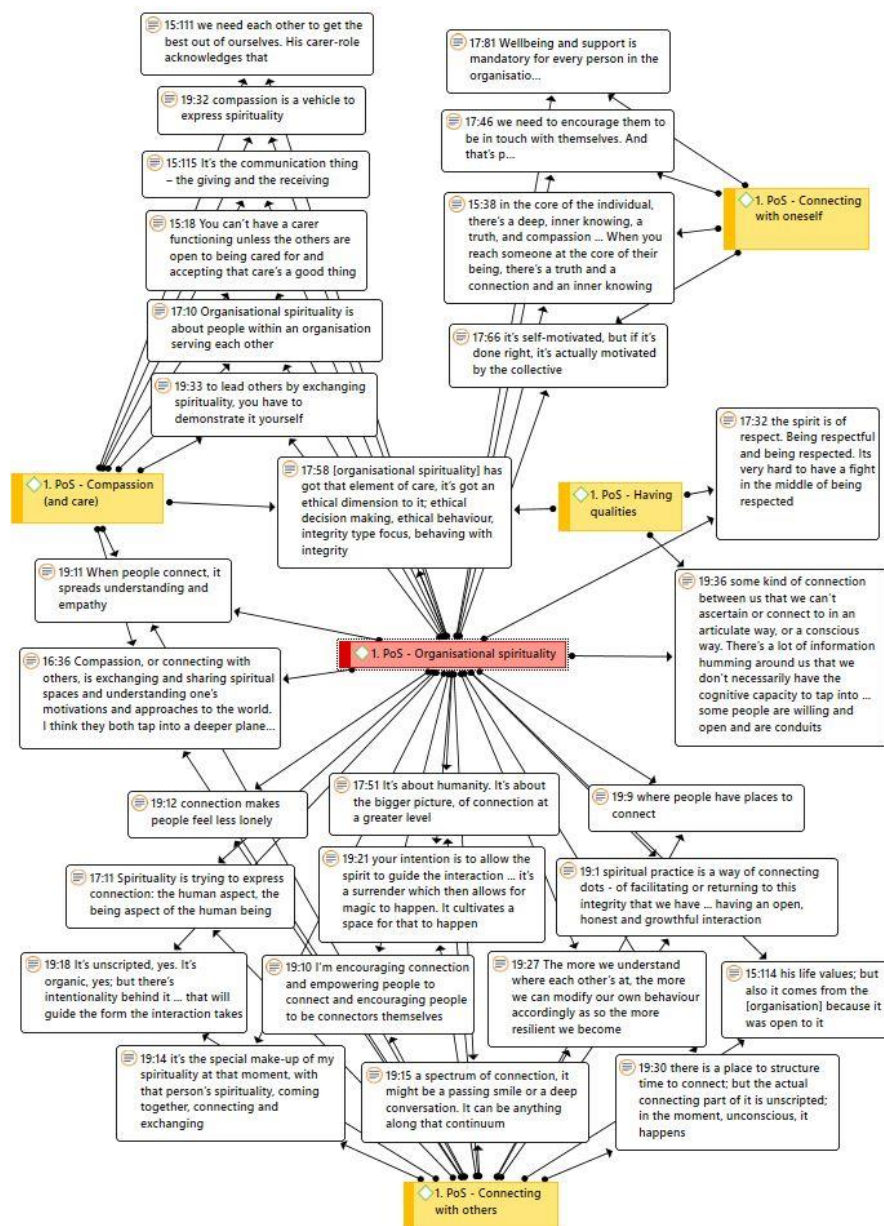 15:111 we need each other to get the
best out of ourselves. His carer-role
acknowledges that
19:32 compassion is a vehicle to
express spirituality
15:115 It's the communication thing
– the giving and the receiving
15:18 You can't have a carer
functioning unless the others are
open to being cared for and
accepting that care's a good thing
17:10 Organisational spirituality is
about people within an organisation
serving each other
19:33 to lead others by exchanging
spirituality, you have to
demonstrate it yourself
17:81 Wellbeing and support is
mandatory for every person in the
organisatio...
17:46 we need to encourage them to
be in touch with themselves. And
that's p...
15:38 in the core of the individual,
there's a deep, inner knowing, a
truth, and compassion ... When you
reach someone at the core of their
being, there's a truth and a
connection and an inner knowing
17:66 it's self-motivated, but if it's
done right, it's actually motivated
by the collective
1. PoS - Connecting
with oneself
17:32 the spirit is of
respect. Being respectful
and being respected. Its
very hard to have a fight
in the middle of being
respected
1. PoS - Compassion
(and care)
17:58 [organisational spirituality] has
got that element of care, it's got an
ethical dimension to it; ethical
decision making, ethical behaviour,
integrity type focus, behaving with
integrity
1. PoS - Having
qualities
19:11 When people connect, it
spreads understanding and
empathy
19:36 some kind of connection
between us that we can't
ascertain or connect to in an
articulate way, or a conscious
way. There's a lot of information
humming around us that we
don't necessarily have the
cognitive capacity to tap into ...
some people are willing and
open and are conduits
1. PoS - Organisational spirituality
16:36 Compassion, or connecting with
others, is exchanging and sharing spiritual
spaces and understanding one's
motivations and approaches to the world.
I think they both tap into a deeper plane...
19:12 connection makes
people feel less lonely
17:51 It's about humanity. It's about
the bigger picture, of connection at
a greater level
19:9 where people have places to
connect
17:11 Spirituality is trying to express
connection: the human aspect, the
being aspect of the human being
19:21 your intention is to allow the
spirit to guide the interaction ... it's
a surrender which then allows for
magic to happen. It cultivates a
space for that to happen
19:1 spiritual practice is a way of connecting
dots - of facilitating or returning to this
integrity that we have ... having an open,
honest and growthful interaction
19:18 It's unscripted, yes. It's
organic, yes; but there's
intentionality behind it ... that will
guide the form the interaction takes
19:10 I'm encouraging connection
and empowering people to
connect and encouraging people
to be connectors themselves
19:27 The more we understand
where each other's at, the more
we can modify our own behaviour
accordingly as so the more
resilient we become
15:114 his life values; but
also it comes from the
[organisation] because it
was open to it
19:14 it's the special make-up of my
spirituality at that moment, with
that person's spirituality, coming
together, connecting and
exchanging
19:15 a spectrum of connection, it
might be a passing smile or a deep
conversation. It can be anything
along that continuum
19:30 there is a place to structure
time to connect; but the actual
connecting part of it is unscripted;
in the moment, unconscious, it
happens
1. PoS - Connecting
with others